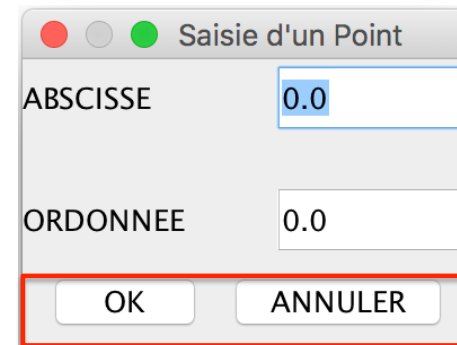 Saisie d'un Point
ABSCISSE 0.0
ORDONNEE 0.0
OK ANNULER